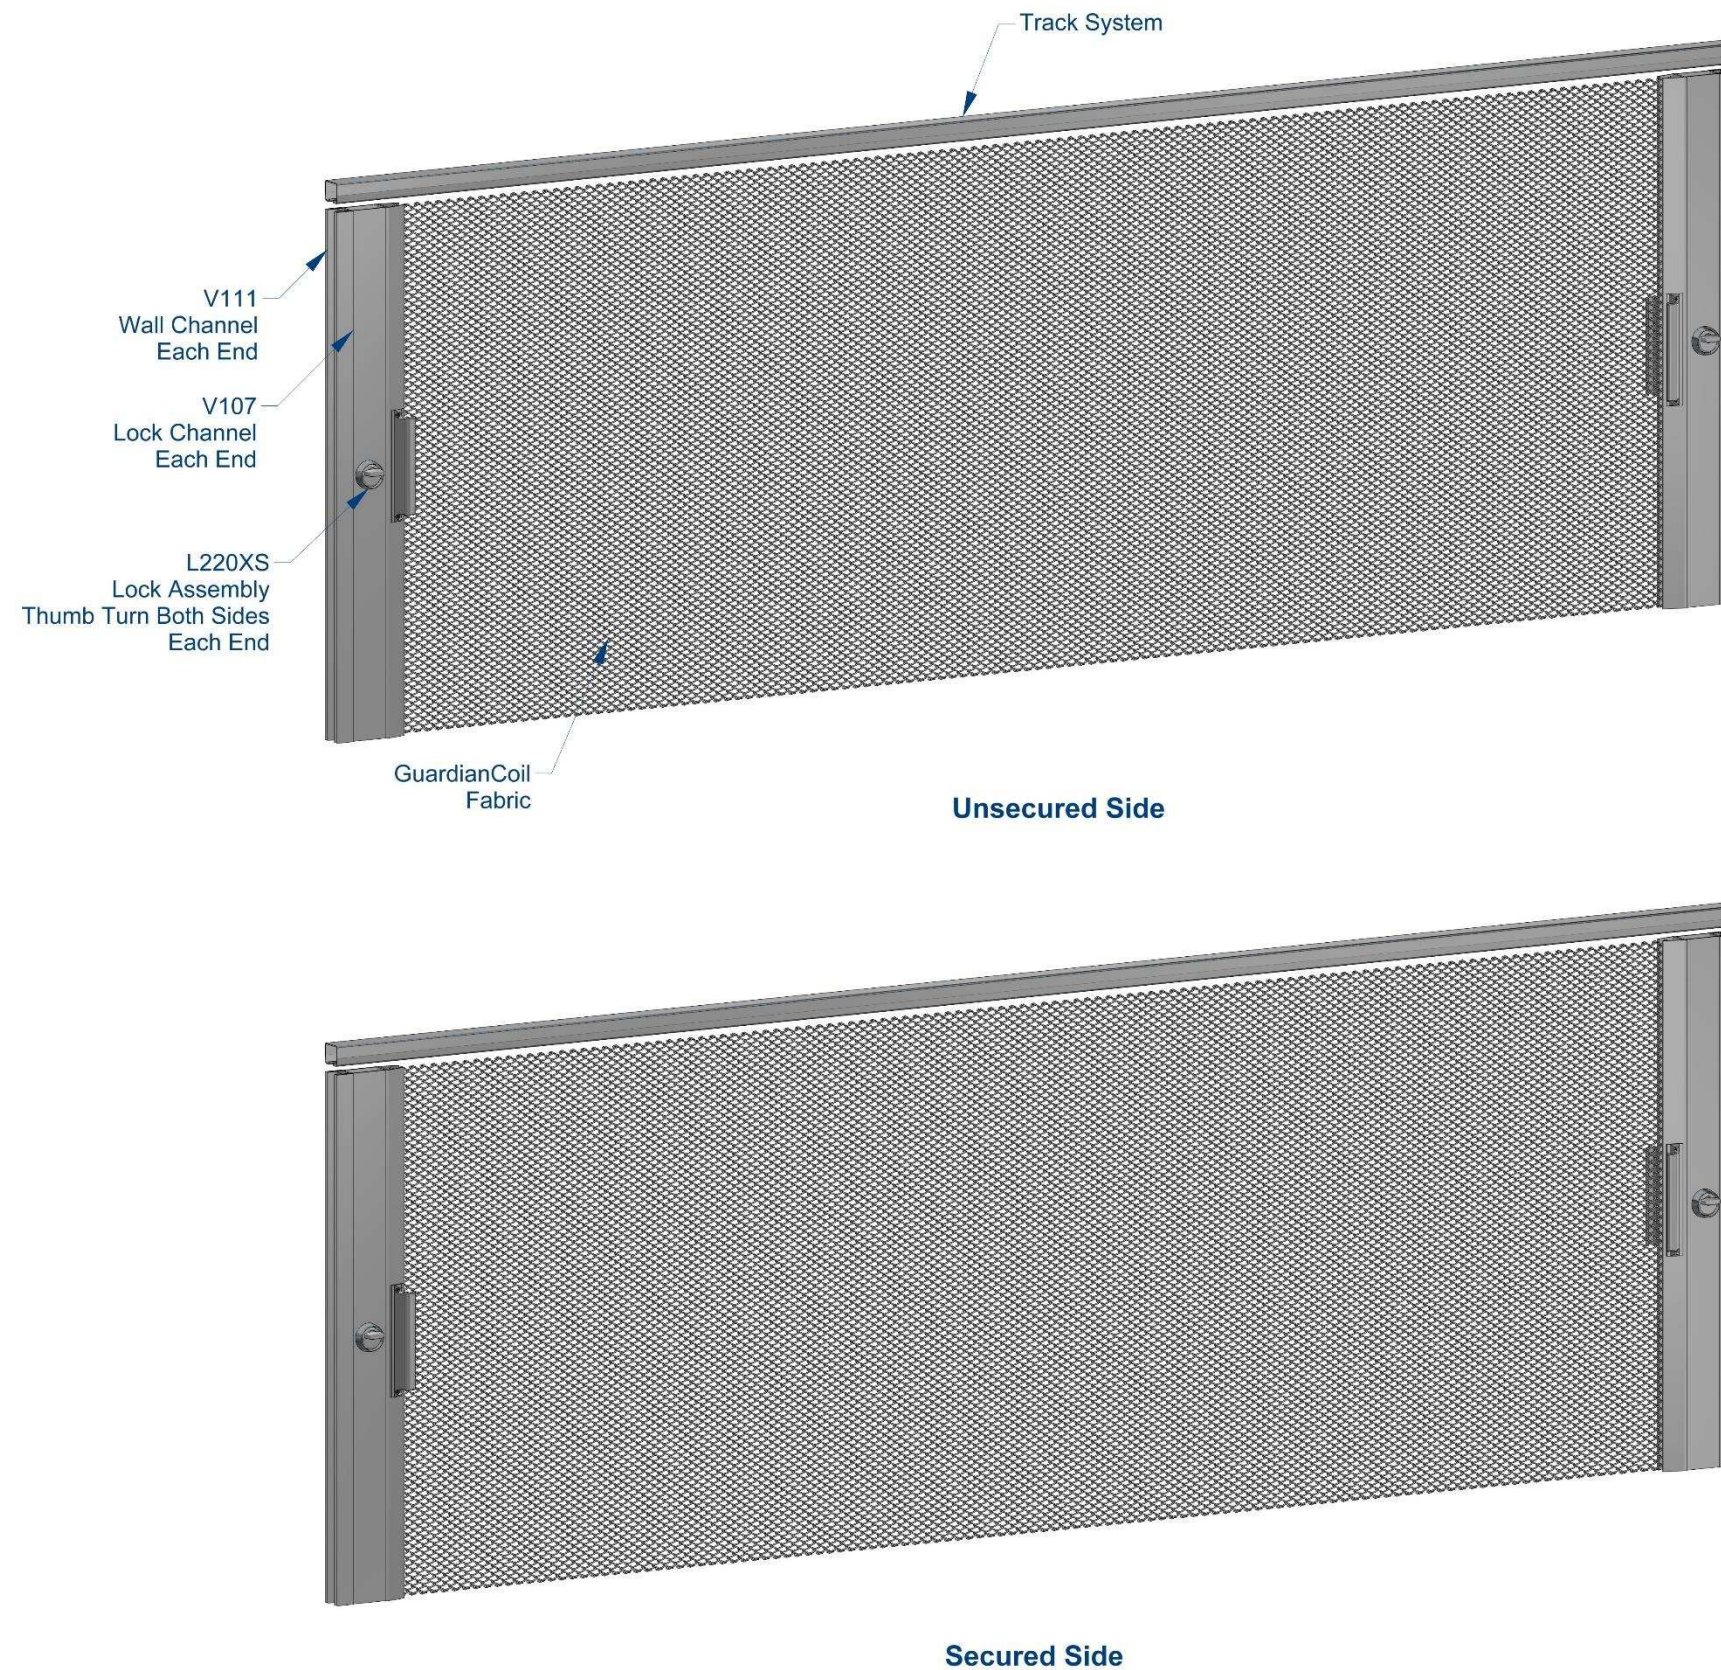 Track System
V111
Wall Channel
Each End
V107
Lock Channel
Each End
L220XS
Lock Assembly
Thumb Turn Both Sides
Each End
GuardianCoil
Fabric
Unsecured Side
Secured Side